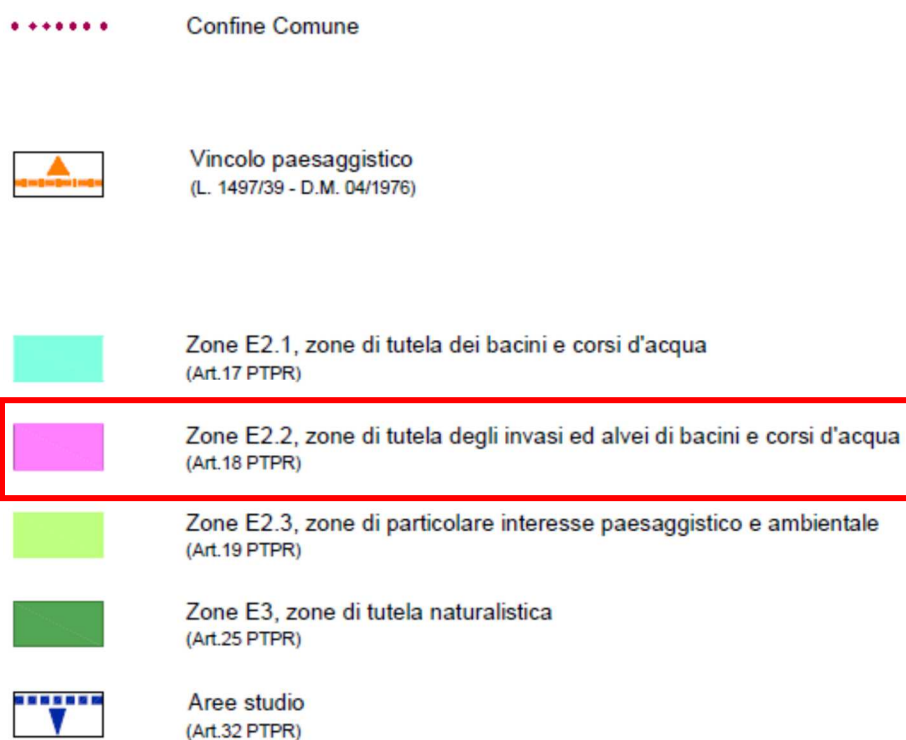 Confine Comune
Vincolo paesaggistico
(L. 1497/39 - D.M. 04/1976)
Zone E2.1, zone di tutela dei bacini e corsi d'acqua
(Art.17 PTPR)
Zone E2.2, zone di tutela degli invasi ed alvei di bacini e corsi d'acqua
(Art.18 PTPR)
Zone E2.3, zone di particolare interesse paesaggistico e ambientale
(Art.19 PTPR)
Zone E3, zone di tutela naturalistica
(Art.25 PTPR)
Aree studio
(Art.32 PTPR)